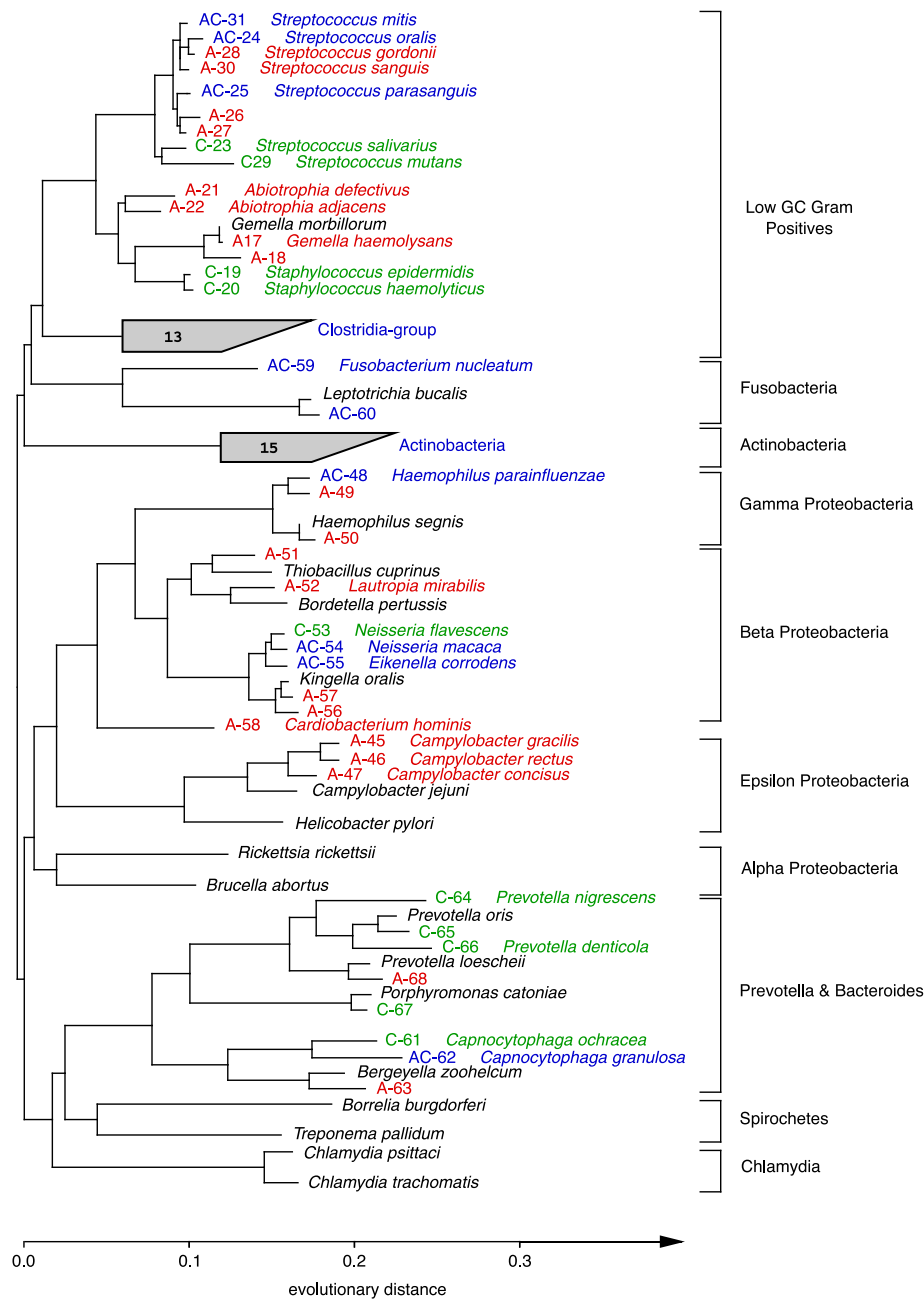 AC-31 Streptococcus mitis
AC-24 Streptococcus oralis
A-28 Streptococcus gordonii
A-30 Streptococcus sanguis
AC-25 Streptococcus parasanguis
A-26
A-27
C-23 Streptococcus salivarius
C29 Streptococcus mutans
A-21 Abiotrophia defectivus
A-22 Abiotrophia adjacens
Gemella morbillorum
A17 Gemella haemolysans
A-18
C-19 Staphylococcus epidermidis
C-20 Staphylococcus haemolyticus
13 Clostridia-group
Low GC Gram
Positives
AC-59 Fusobacterium nucleatum
Leptotrichia bucalis
AC-60
Fusobacteria
15 Actinobacteria
Actinobacteria
AC-48 Haemophilus parainfluenzae
A-49
Haemophilus segnis
A-50
Gamma Proteobacteria
A-51
Thiobacillus cuprinus
A-52 Lautropia mirabilis
Bordetella pertussis
C-53 Neisseria flavescens
AC-54 Neisseria macaca
AC-55 Eikenella corrodens
Kingella oralis
A-57
A-56
A-58 Cardiobacterium hominis
Beta Proteobacteria
A-45 Campylobacter gracilis
A-46 Campylobacter rectus
A-47 Campylobacter concisus
Campylobacter jejuni
Helicobacter pylori
Epsilon Proteobacteria
Rickettsia rickettsii
Brucella abortus
Alpha Proteobacteria
C-64 Prevotella nigrescens
Prevotella oris
C-65
C-66 Prevotella denticola
Prevotella loescheii
A-68
Porphyromonas catoniae
C-67
C-61 Capnocytophaga ochracea
AC-62 Capnocytophaga granulosa
Bergeyella zoohelcum
A-63
Prevotella & Bacteroides
Borrelia burgdorferi
Treponema pallidum
Spirochetes
Chlamydia psittaci
Chlamydia trachomatis
Chlamydia
0.0 0.1 0.2 0.3
evolutionary distance